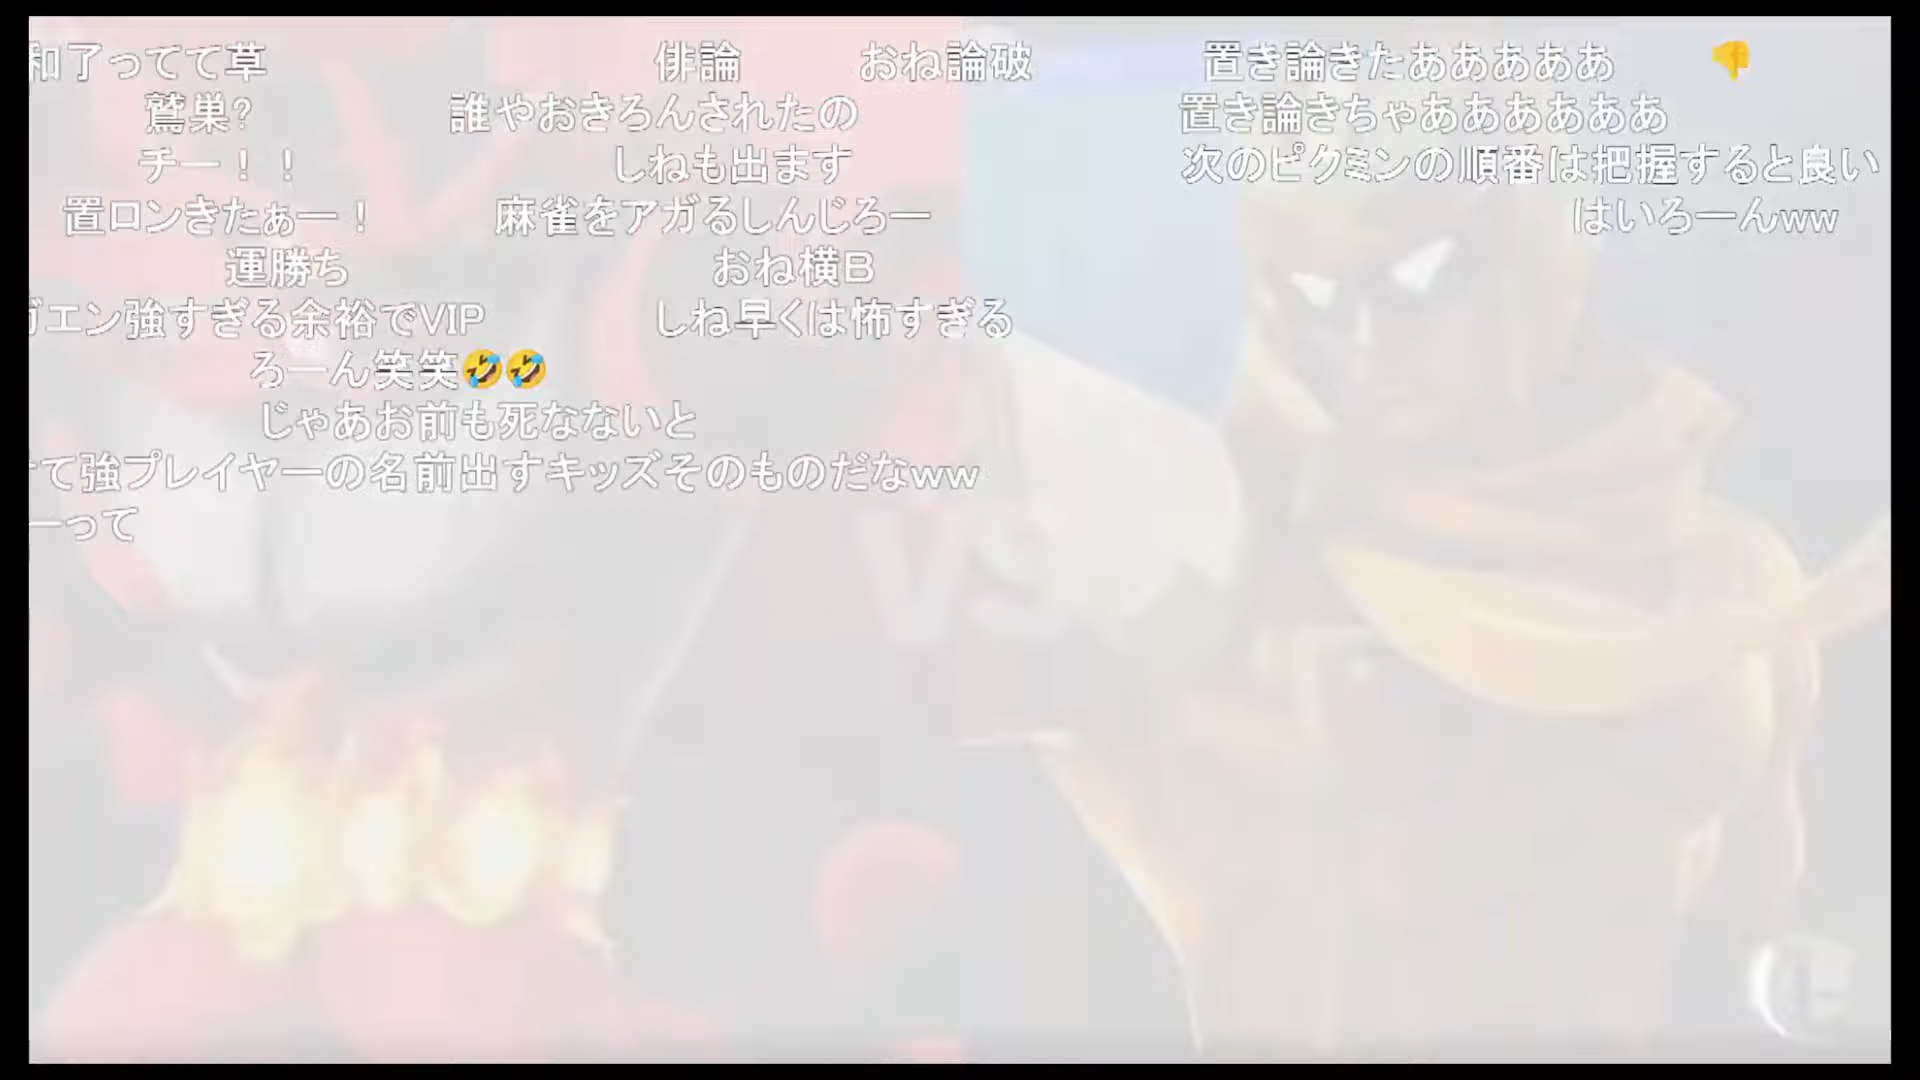 和了ってて草
俳論
おね論破
置き論きたああああああ
👎
鷲巣?
誰やおきろんされたの
置き論きちゃああああああ
チー！！
しねも出ます
次のピクミンの順番は把握すると良い
置ロンきたぁー！
麻雀をアガるしんじろー
はいろーんww
運勝ち
おね横B
ガエン強すぎる余裕でVIP
しね早くは怖すぎる
ろーん笑笑🤣🤣
じゃあお前も死なないと
て強プレイヤーの名前出すキッズそのものだなww
ーって
VS